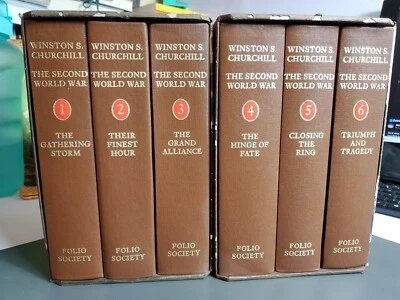 WINSTON S.
CHURCHILL
THE SECOND
WORLD WAR
1
THE
GATHERING
STORM
FOLIO
SOCIETY
WINSTON S.
CHURCHILL
THE SECOND
WORLD WAR
2
THEIR
FINEST
HOUR
FOLIO
SOCIETY
WINSTON S.
CHURCHILL
THE SECOND
WORLD WAR
3
THE
GRAND
ALLIANCE
FOLIO
SOCIETY
WINSTON S.
CHURCHILL
THE SECOND
WORLD WAR
4
THE
HINGE OF
FATE
FOLIO
SOCIETY
WINSTON S.
CHURCHILL
THE SECOND
WORLD WAR
5
CLOSING
THE
RING
FOLIO
SOCIETY
WINSTON S.
CHURCHILL
THE SECOND
WORLD WAR
6
TRIUMPH
AND
TRAGEDY
FOLIO
SOCIETY